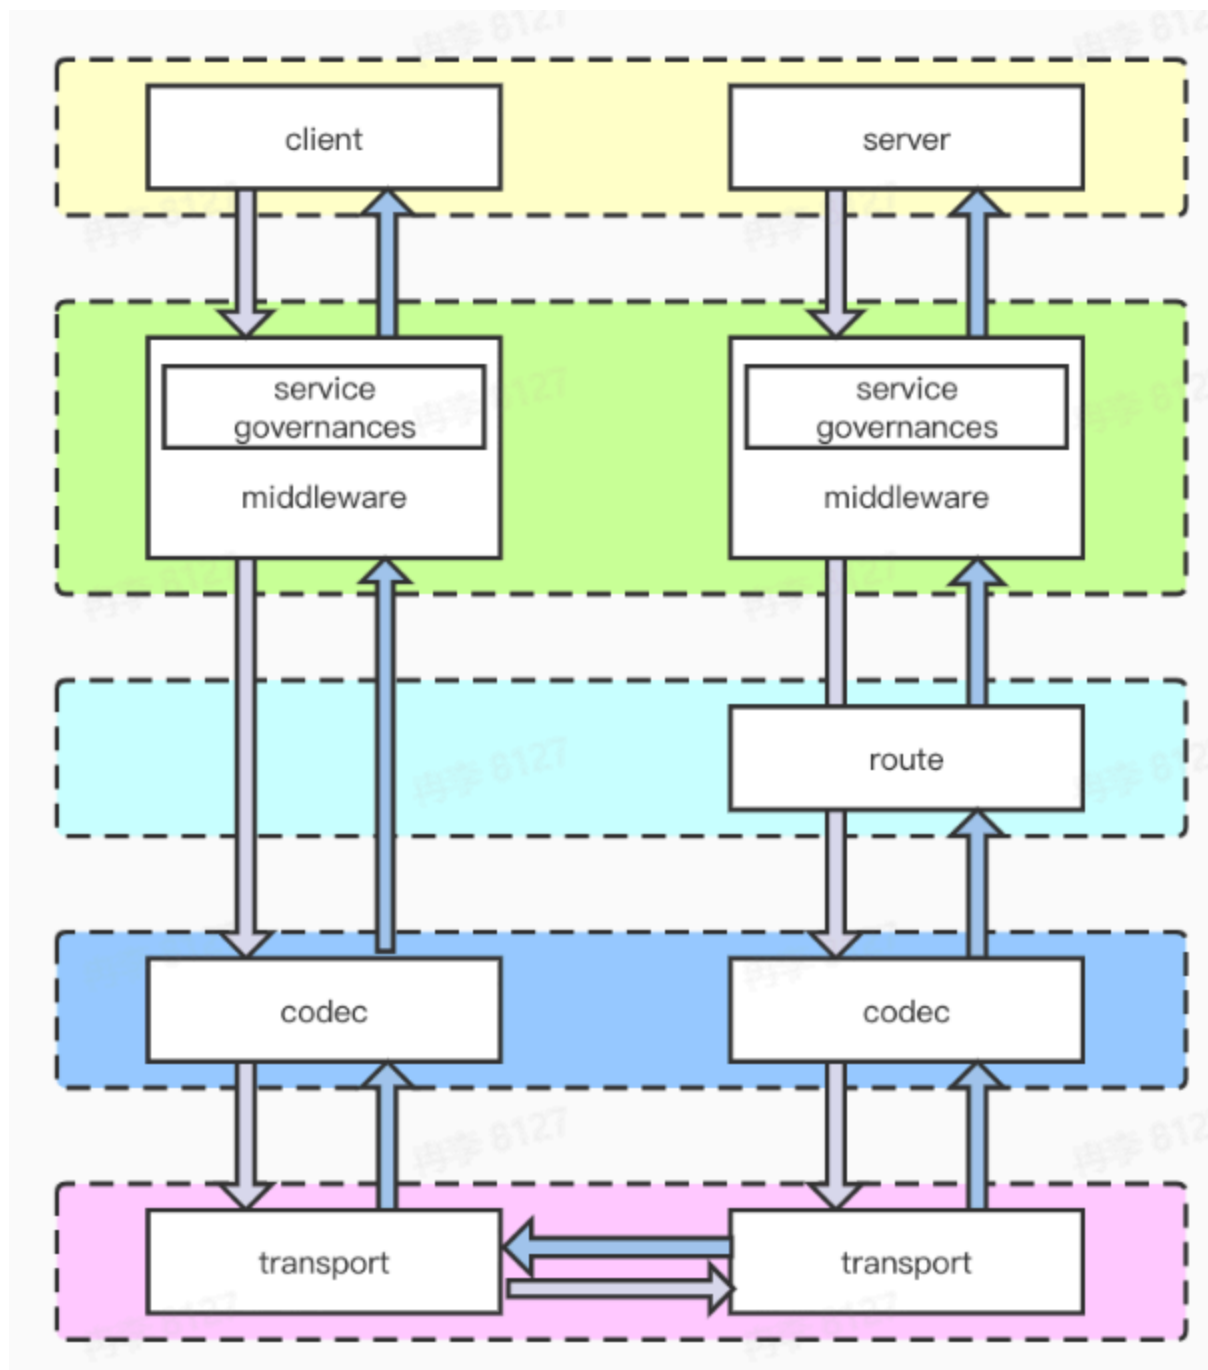 client
server
service
governances
middleware
service
governances
middleware
route
codec
codec
transport
transport